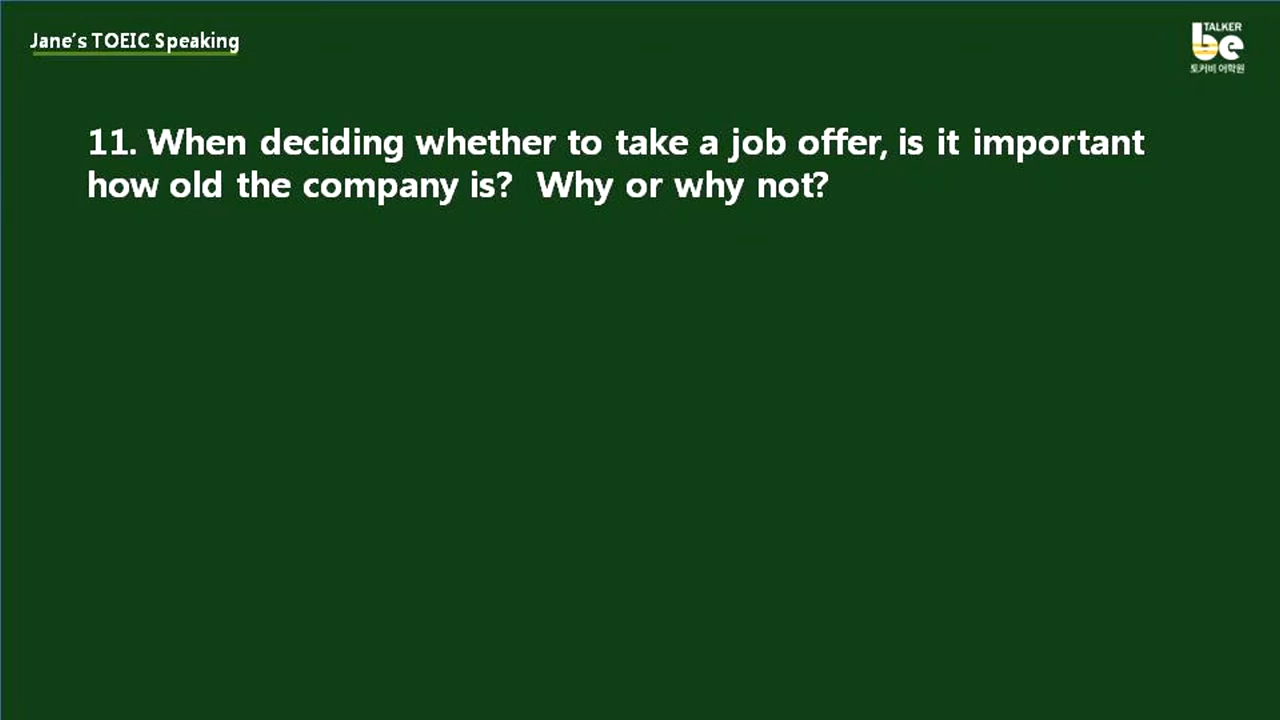 Jane's TOEIC Speaking
TALKER
be
토커비 어학원
11. When deciding whether to take a job offer, is it important
how old the company is?  Why or why not?